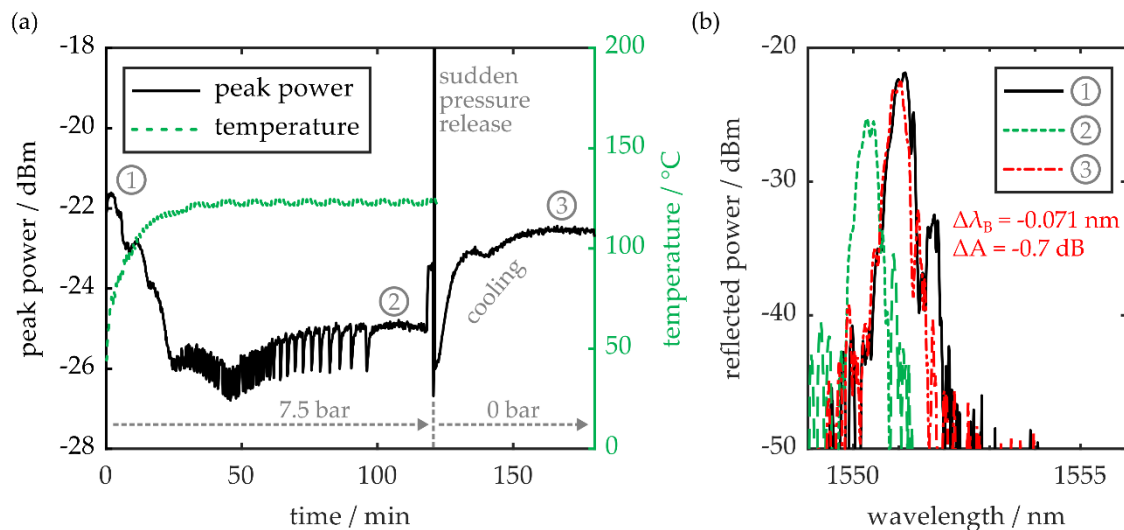 (a)
-18
-20
-22
-24
-26
-28
peak power / dBm
peak power
temperature
1
2
3
sudden
pressure
release
cooling
7.5 bar
0 bar
200
150
100
50
0
temperature / °C
0
50
100
150
time / min
(b)
-20
-30
-40
-50
reflected power / dBm
1
2
3
ΔλB = -0.071 nm
ΔA = -0.7 dB
1550
1555
wavelength / nm